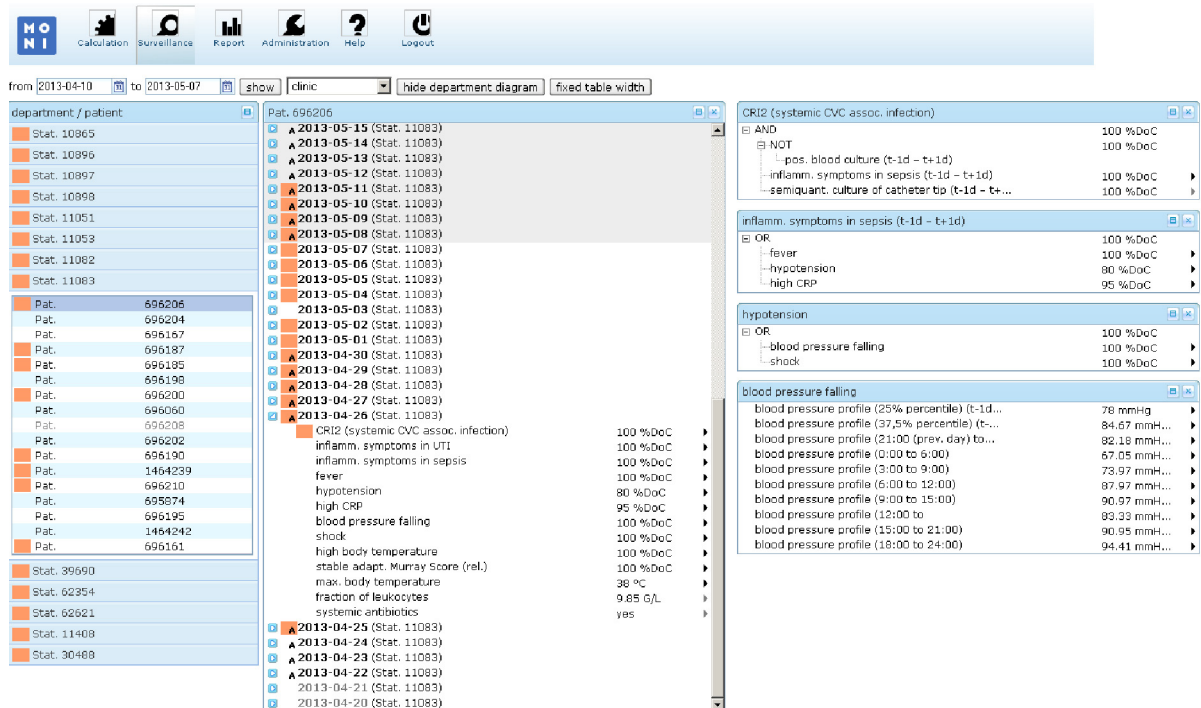 MO
NI
Calculation Surveillance Report Administration Help Logout
from 2013-04-10 to 2013-05-07 show clinic hide department diagram fixed table width
department / patient
Stat. 10865
Stat. 10896
Stat. 10897
Stat. 10898
Stat. 11051
Stat. 11053
Stat. 11082
Stat. 11083
Pat. 696206
Pat. 696204
Pat. 696167
Pat. 696187
Pat. 696185
Pat. 696198
Pat. 696200
Pat. 696060
Pat. 696208
Pat. 696202
Pat. 696190
Pat. 1464239
Pat. 696210
Pat. 695874
Pat. 696195
Pat. 1464242
Pat. 696161
Stat. 39690
Stat. 62354
Stat. 62621
Stat. 11408
Stat. 30488
Pat. 696206
A 2013-05-15 (Stat. 11083)
A 2013-05-14 (Stat. 11083)
A 2013-05-13 (Stat. 11083)
A 2013-05-12 (Stat. 11083)
A 2013-05-11 (Stat. 11083)
A 2013-05-10 (Stat. 11083)
A 2013-05-09 (Stat. 11083)
A 2013-05-08 (Stat. 11083)
2013-05-07 (Stat. 11083)
2013-05-06 (Stat. 11083)
2013-05-05 (Stat. 11083)
2013-05-04 (Stat. 11083)
2013-05-03 (Stat. 11083)
2013-05-02 (Stat. 11083)
2013-05-01 (Stat. 11083)
A 2013-04-30 (Stat. 11083)
A 2013-04-29 (Stat. 11083)
A 2013-04-28 (Stat. 11083)
A 2013-04-27 (Stat. 11083)
A 2013-04-26 (Stat. 11083)
CRI2 (systemic CVC assoc. infection) 100 %DoC
inflamm. symptoms in UTI 100 %DoC
inflamm. symptoms in sepsis 100 %DoC
fever 100 %DoC
hypotension 80 %DoC
high CRP 95 %DoC
blood pressure falling 100 %DoC
shock 100 %DoC
high body temperature 100 %DoC
stable adapt. Murray Score (rel.) 100 %DoC
max. body temperature 38 °C
fraction of leukocytes 9.85 G/L
systemic antibiotics yes
A 2013-04-25 (Stat. 11083)
A 2013-04-24 (Stat. 11083)
A 2013-04-23 (Stat. 11083)
A 2013-04-22 (Stat. 11083)
2013-04-21 (Stat. 11083)
2013-04-20 (Stat. 11083)
CRI2 (systemic CVC assoc. infection)
AND 100 %DoC
NOT 100 %DoC
pos. blood culture (t-1d - t+1d)
inflamm. symptoms in sepsis (t-1d - t+1d) 100 %DoC
semiquant. culture of catheter tip (t-1d - t+... 100 %DoC
inflamm. symptoms in sepsis (t-1d - t+1d)
OR 100 %DoC
fever 100 %DoC
hypotension 80 %DoC
high CRP 95 %DoC
hypotension
OR 100 %DoC
blood pressure falling 100 %DoC
shock 100 %DoC
blood pressure falling
blood pressure profile (25% percentile) (t-1d... 78 mmHg
blood pressure profile (37,5% percentile) (t-... 84.67 mmH...
blood pressure profile (21:00 (prev. day) to... 82.18 mmH...
blood pressure profile (0:00 to 6:00) 67.05 mmH...
blood pressure profile (3:00 to 9:00) 73.97 mmH...
blood pressure profile (6:00 to 12:00) 87.97 mmH...
blood pressure profile (9:00 to 15:00) 90.97 mmH...
blood pressure profile (12:00 to 83.33 mmH...
blood pressure profile (15:00 to 21:00) 90.95 mmH...
blood pressure profile (18:00 to 24:00) 94.41 mmH...